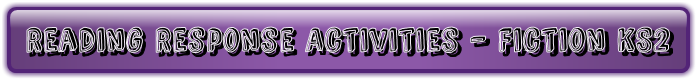 READING RESPONSE ACTIVITIES - FICTION KS2